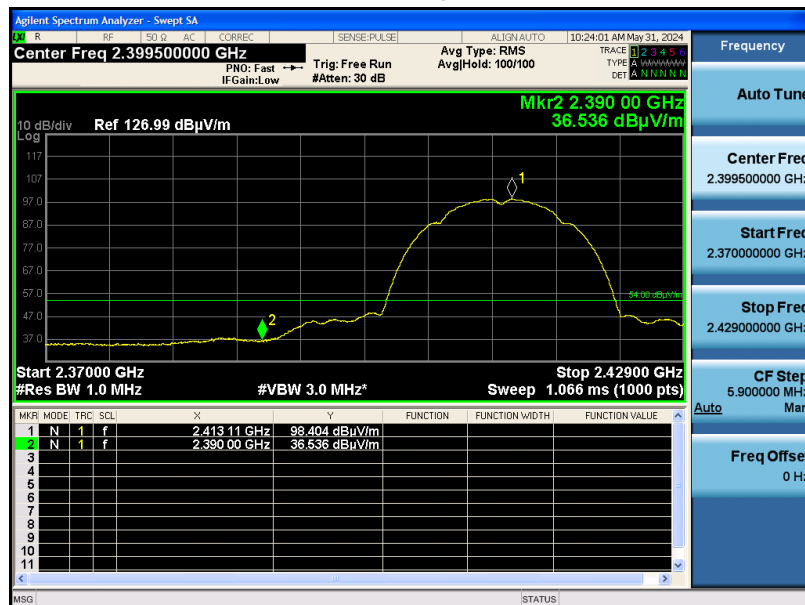 Agilent Spectrum Analyzer - Swept SA
LXI R RF 50 Ω AC CORREC SENSE:PULSE ALIGN AUTO 10:24:01 AM May 31, 2024
Center Freq 2.399500000 GHz
PNO: Fast
IFGain:Low
Trig: Free Run
#Atten: 30 dB
Avg Type: RMS
Avg|Hold: 100/100
TRACE 1 2 3 4 5 6
TYPE A WWWWW
DET A N N N N N
Mkr2 2.390 00 GHz
36.536 dBµV/m
10 dB/div Ref 126.99 dBµV/m
Log
117
107
97.0
87.0
77.0
67.0
57.0
47.0
37.0
1
2
54.00 dBµV/m
Start 2.37000 GHz Stop 2.42900 GHz
#Res BW 1.0 MHz #VBW 3.0 MHz* Sweep 1.066 ms (1000 pts)
MKR MODE TRC SCL X Y FUNCTION FUNCTION WIDTH FUNCTION VALUE
1 N 1 f 2.413 11 GHz 98.404 dBµV/m
2 N 1 f 2.390 00 GHz 36.536 dBµV/m
3
4
5
6
7
8
9
10
11
MSG STATUS
Frequency
Auto Tune
Center Freq
2.399500000 GHz
Start Freq
2.370000000 GHz
Stop Freq
2.429000000 GHz
CF Step
5.900000 MHz
Auto Man
Freq Offset
0 Hz